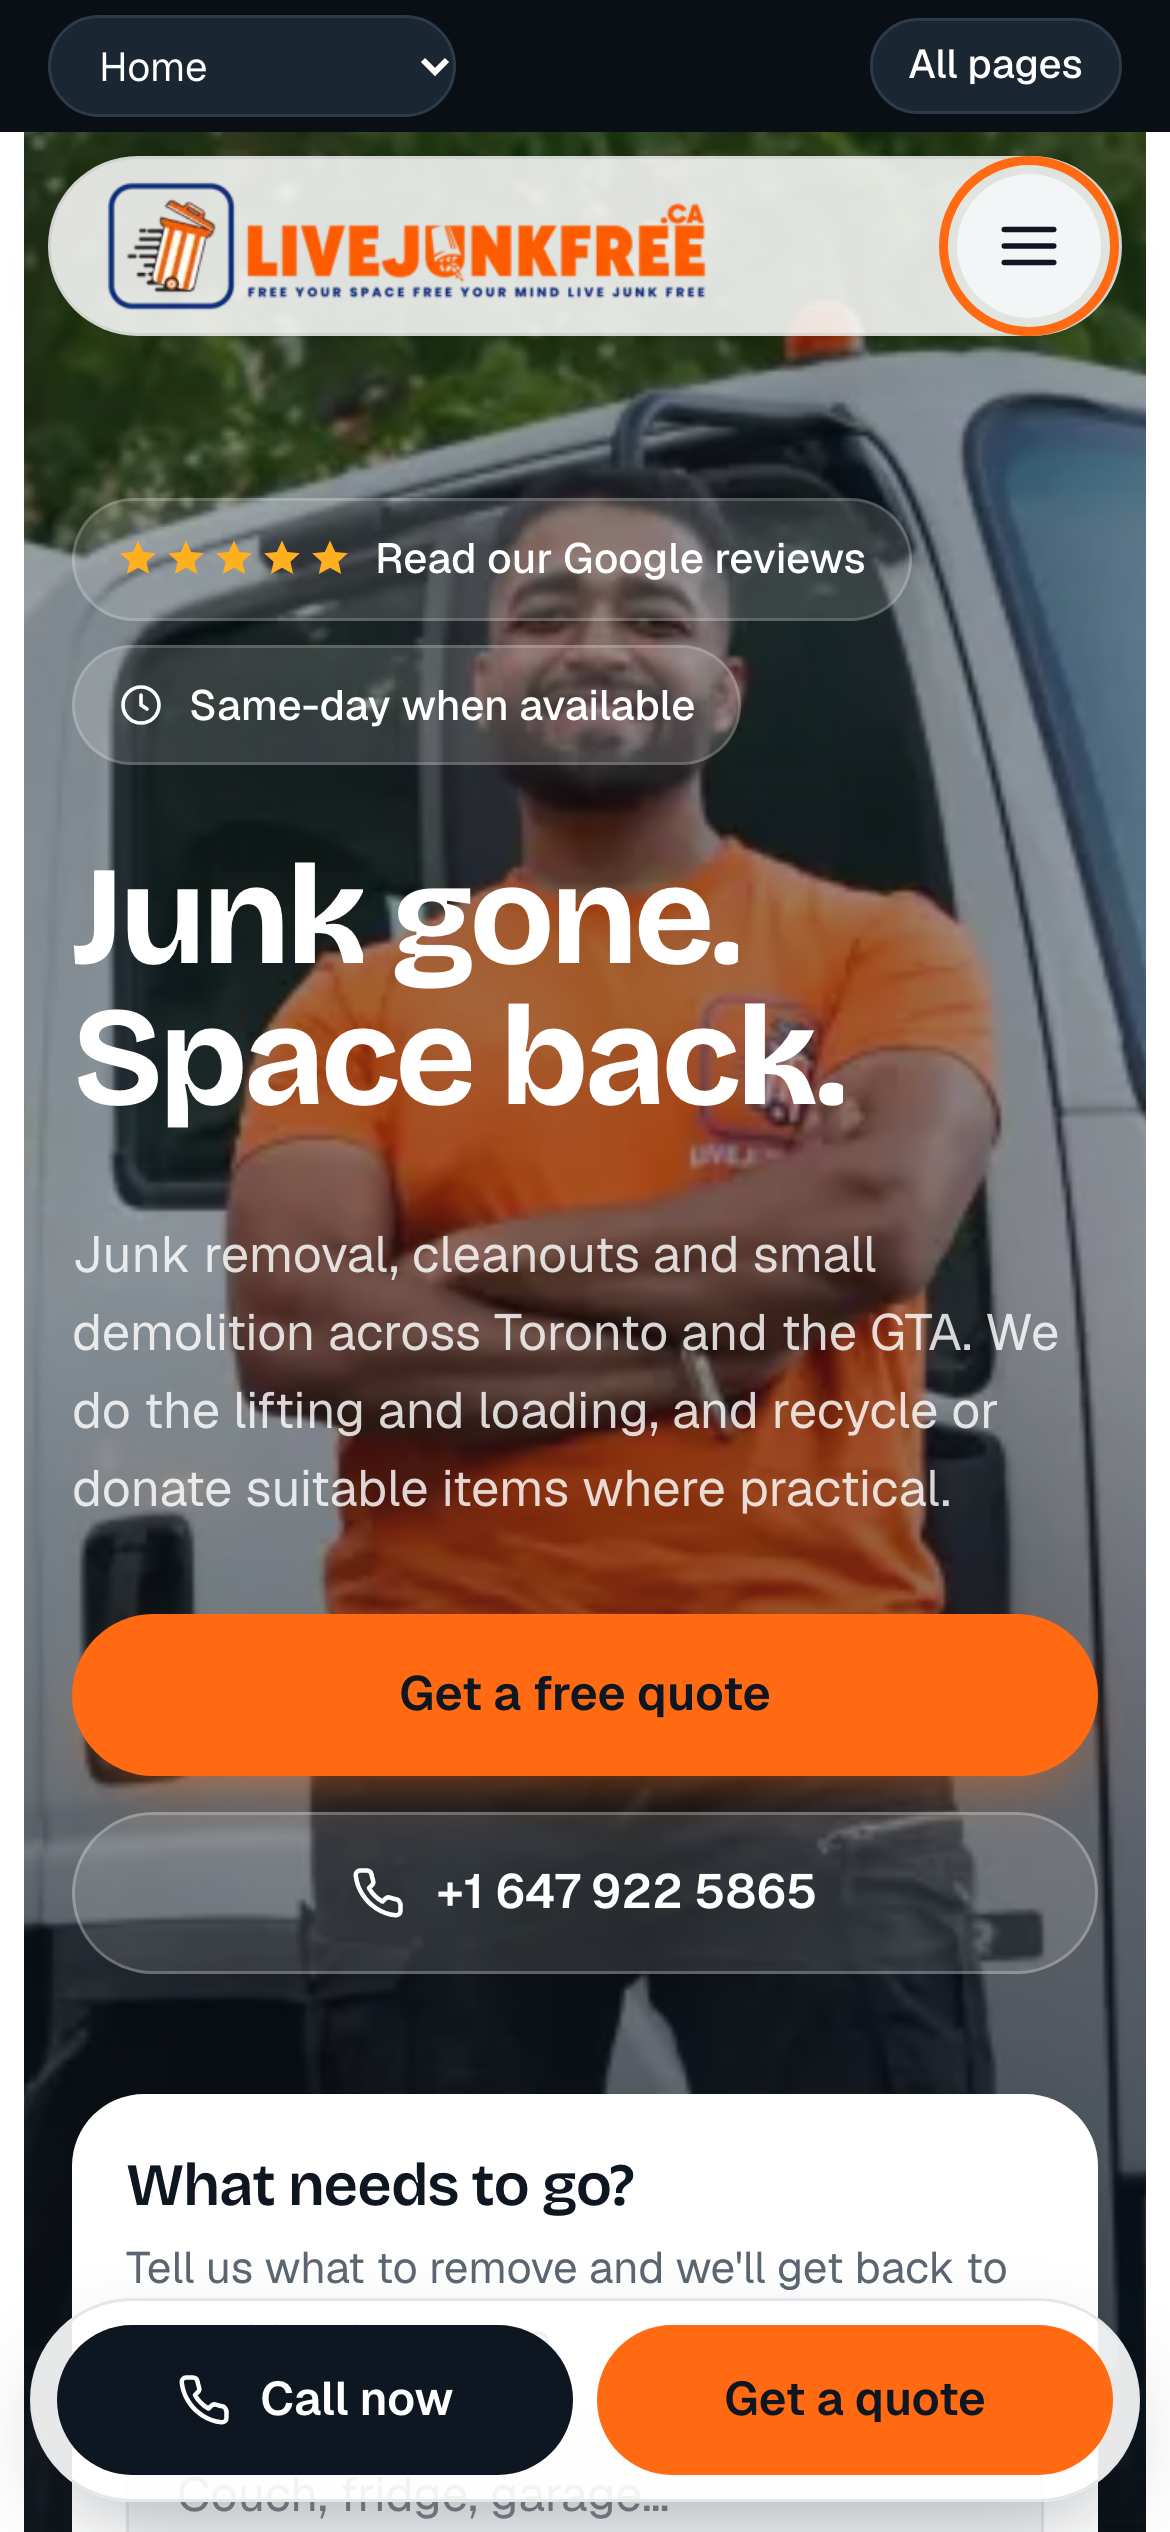 Home
All pages
.CA
LIVEJUNKFREE
FREE YOUR SPACE FREE YOUR MIND LIVE JUNK FREE
Read our Google reviews
Same-day when available
Junk gone.
Space back.
Junk removal, cleanouts and small
demolition across Toronto and the GTA. We
do the lifting and loading, and recycle or
donate suitable items where practical.
Get a free quote
+1 647 922 5865
What needs to go?
Tell us what to remove and we'll get back to
Call now
Get a quote
Couch, fridge, garage...